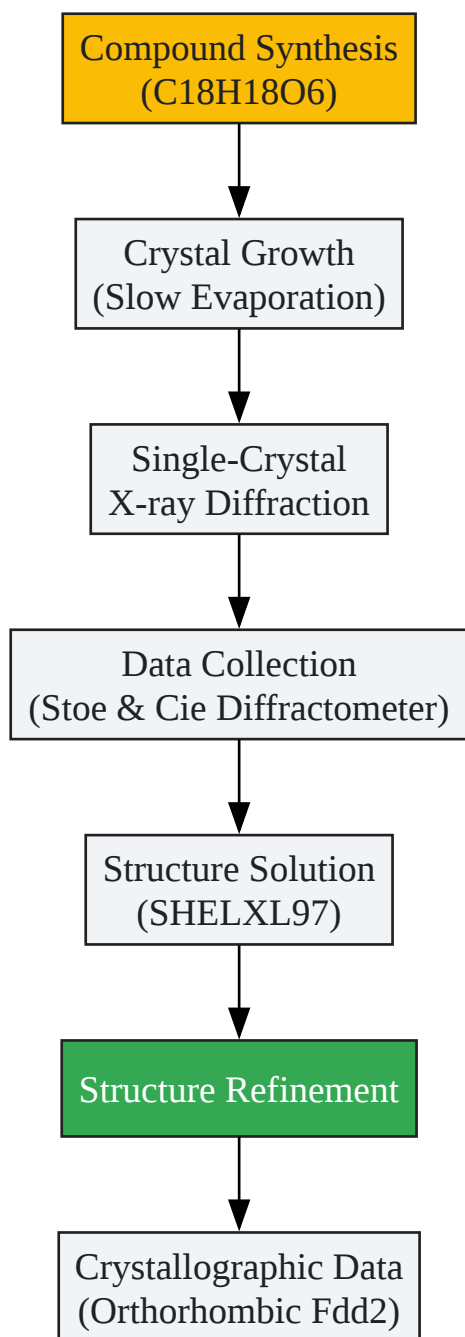 Compound Synthesis
(C18H18O6)
Crystal Growth
(Slow Evaporation)
Single-Crystal
X-ray Diffraction
Data Collection
(Stoe & Cie Diffractometer)
Structure Solution
(SHELXL97)
Structure Refinement
Crystallographic Data
(Orthorhombic Fdd2)